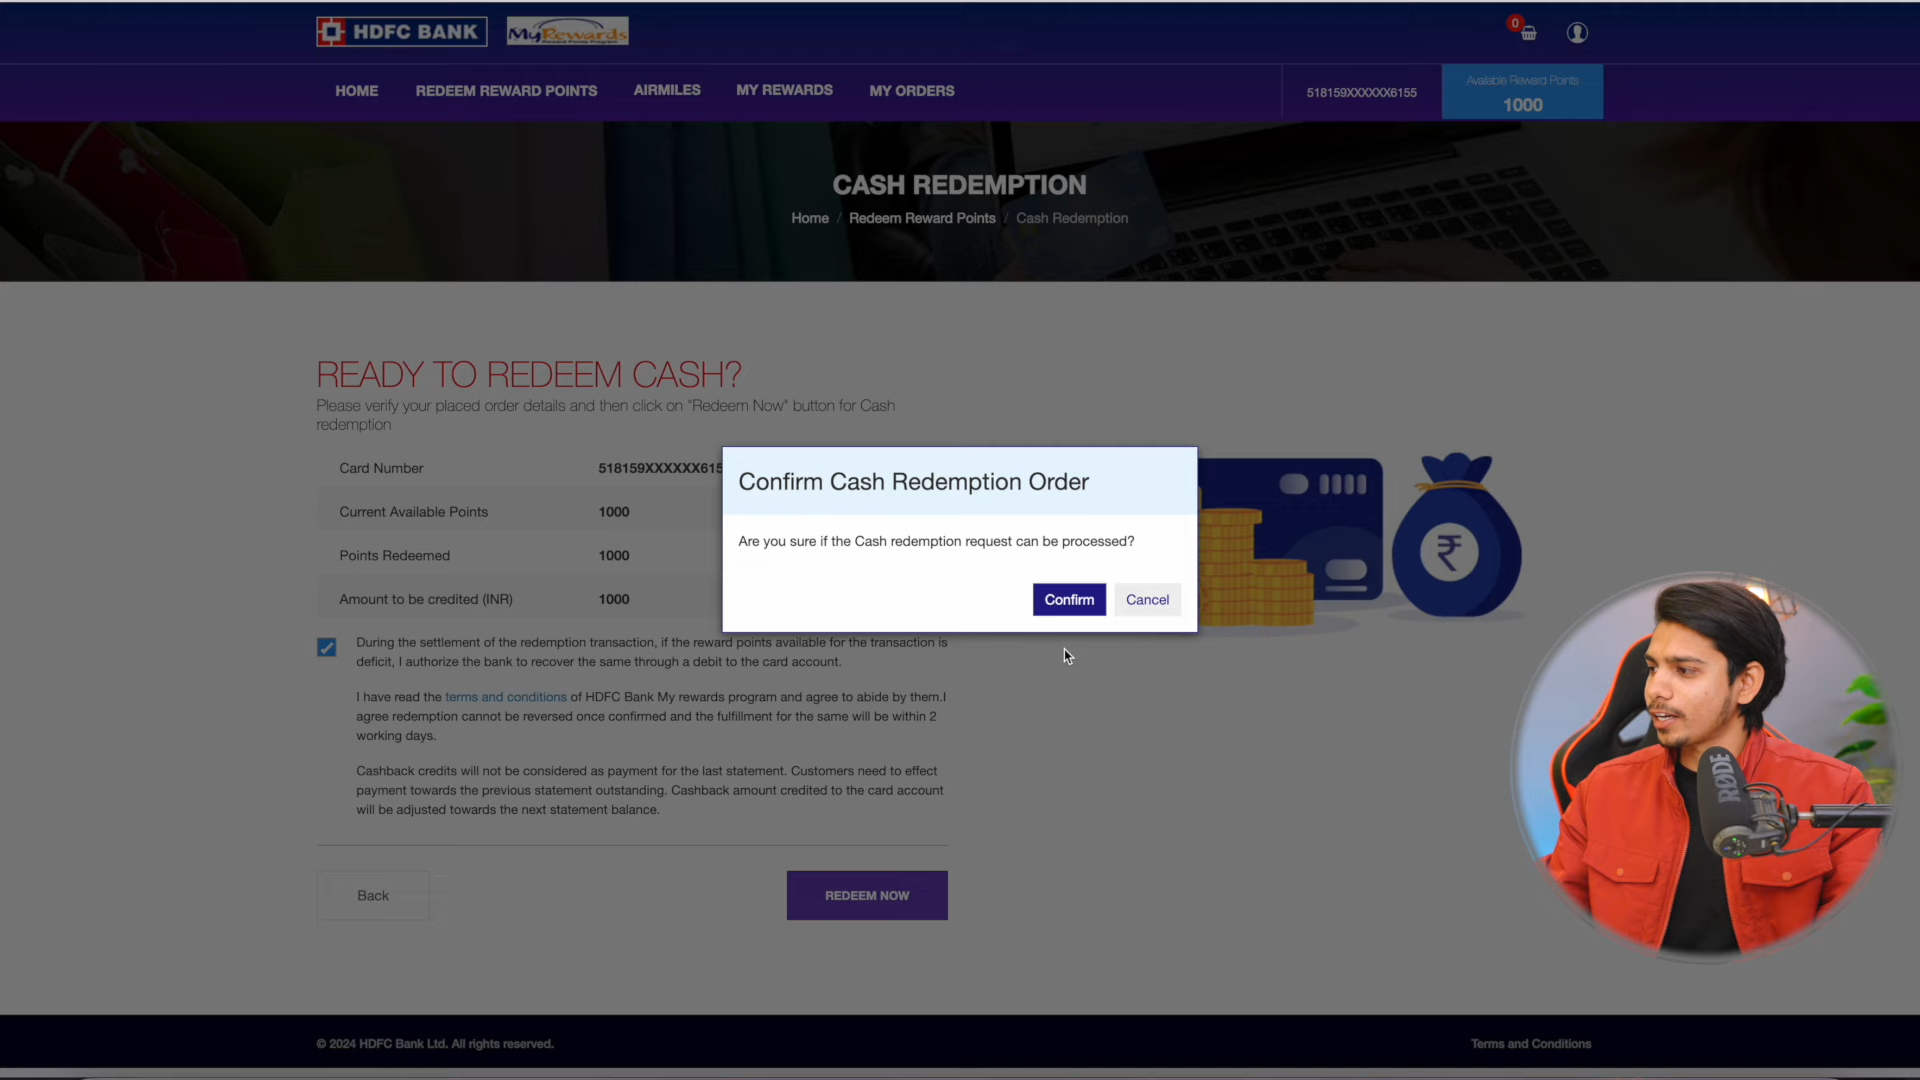 HDFC BANK
MyRewards
Reward Points Program
0
HOME
REDEEM REWARD POINTS
AIRMILES
MY REWARDS
MY ORDERS
518159XXXXXX6155
Available Reward Points
1000
CASH REDEMPTION
Home / Redeem Reward Points / Cash Redemption
READY TO REDEEM CASH?
Please verify your placed order details and then click on "Redeem Now" button for Cash
redemption
Card Number 518159XXXXXX615
Current Available Points 1000
Points Redeemed 1000
Amount to be credited (INR) 1000
Confirm Cash Redemption Order
Are you sure if the Cash redemption request can be processed?
Confirm
Cancel
₹
During the settlement of the redemption transaction, if the reward points available for the transaction is
deficit, I authorize the bank to recover the same through a debit to the card account.
I have read the terms and conditions of HDFC Bank My rewards program and agree to abide by them.I
agree redemption cannot be reversed once confirmed and the fulfillment for the same will be within 2
working days.
Cashback credits will not be considered as payment for the last statement. Customers need to effect
payment towards the previous statement outstanding. Cashback amount credited to the card account
will be adjusted towards the next statement balance.
Back
REDEEM NOW
RØDE
© 2024 HDFC Bank Ltd. All rights reserved.
Terms and Conditions